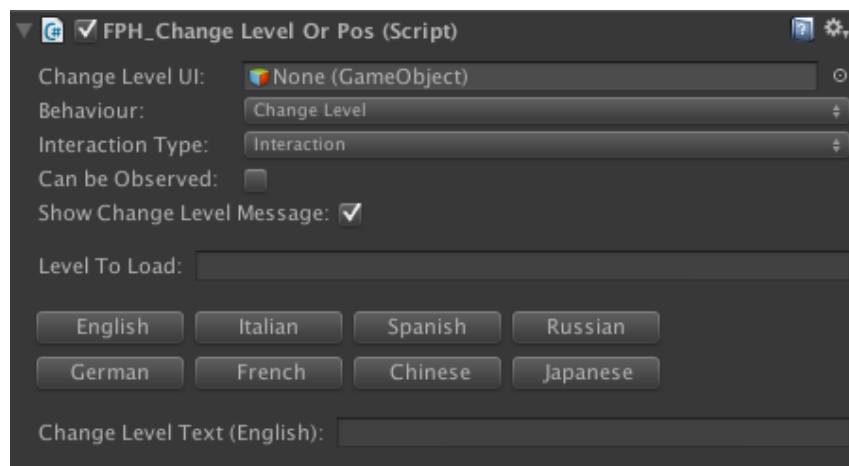 FPH_Change Level Or Pos (Script)
Change Level UI: None (GameObject)
Behaviour: Change Level
Interaction Type: Interaction
Can be Observed:
Show Change Level Message:
Level To Load:
English Italian Spanish Russian
German French Chinese Japanese
Change Level Text (English):